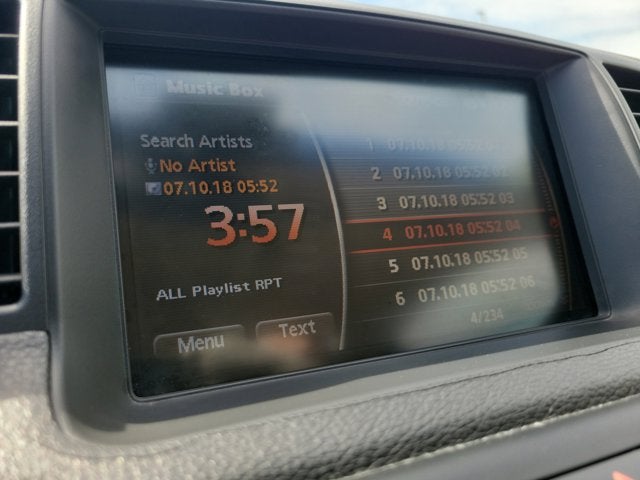 Music Box
Search Artists
No Artist
07.10.18 05:52
3:57
ALL Playlist RPT
Menu
Text
1 07.10.18 05:52
2 07.10.18 05:52 02
3 07.10.18 05:52 03
4 07.10.18 05:52 04
5 07.10.18 05:52 05
6 07.10.18 05:52 06
4/234